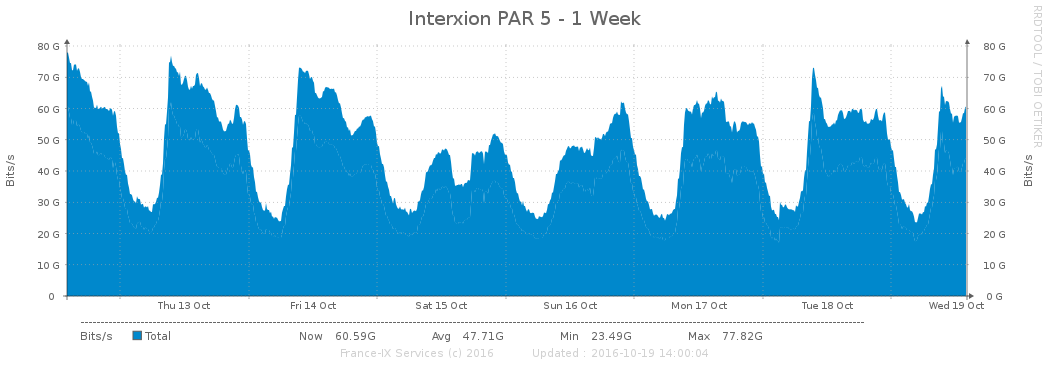 Interxion PAR 5 - 1 Week
RRDTOOL / TOBI OETIKER
Bits/s
80 G 80 G
70 G 70 G
60 G 60 G
50 G 50 G
40 G 40 G
30 G 30 G
20 G 20 G
10 G 10 G
0 0 G
Bits/s
Thu 13 Oct Fri 14 Oct Sat 15 Oct Sun 16 Oct Mon 17 Oct Tue 18 Oct Wed 19 Oct
Bits/s Total Now 60.59G Avg 47.71G Min 23.49G Max 77.82G
France-IX Services (c) 2016 Updated : 2016-10-19 14:00:04